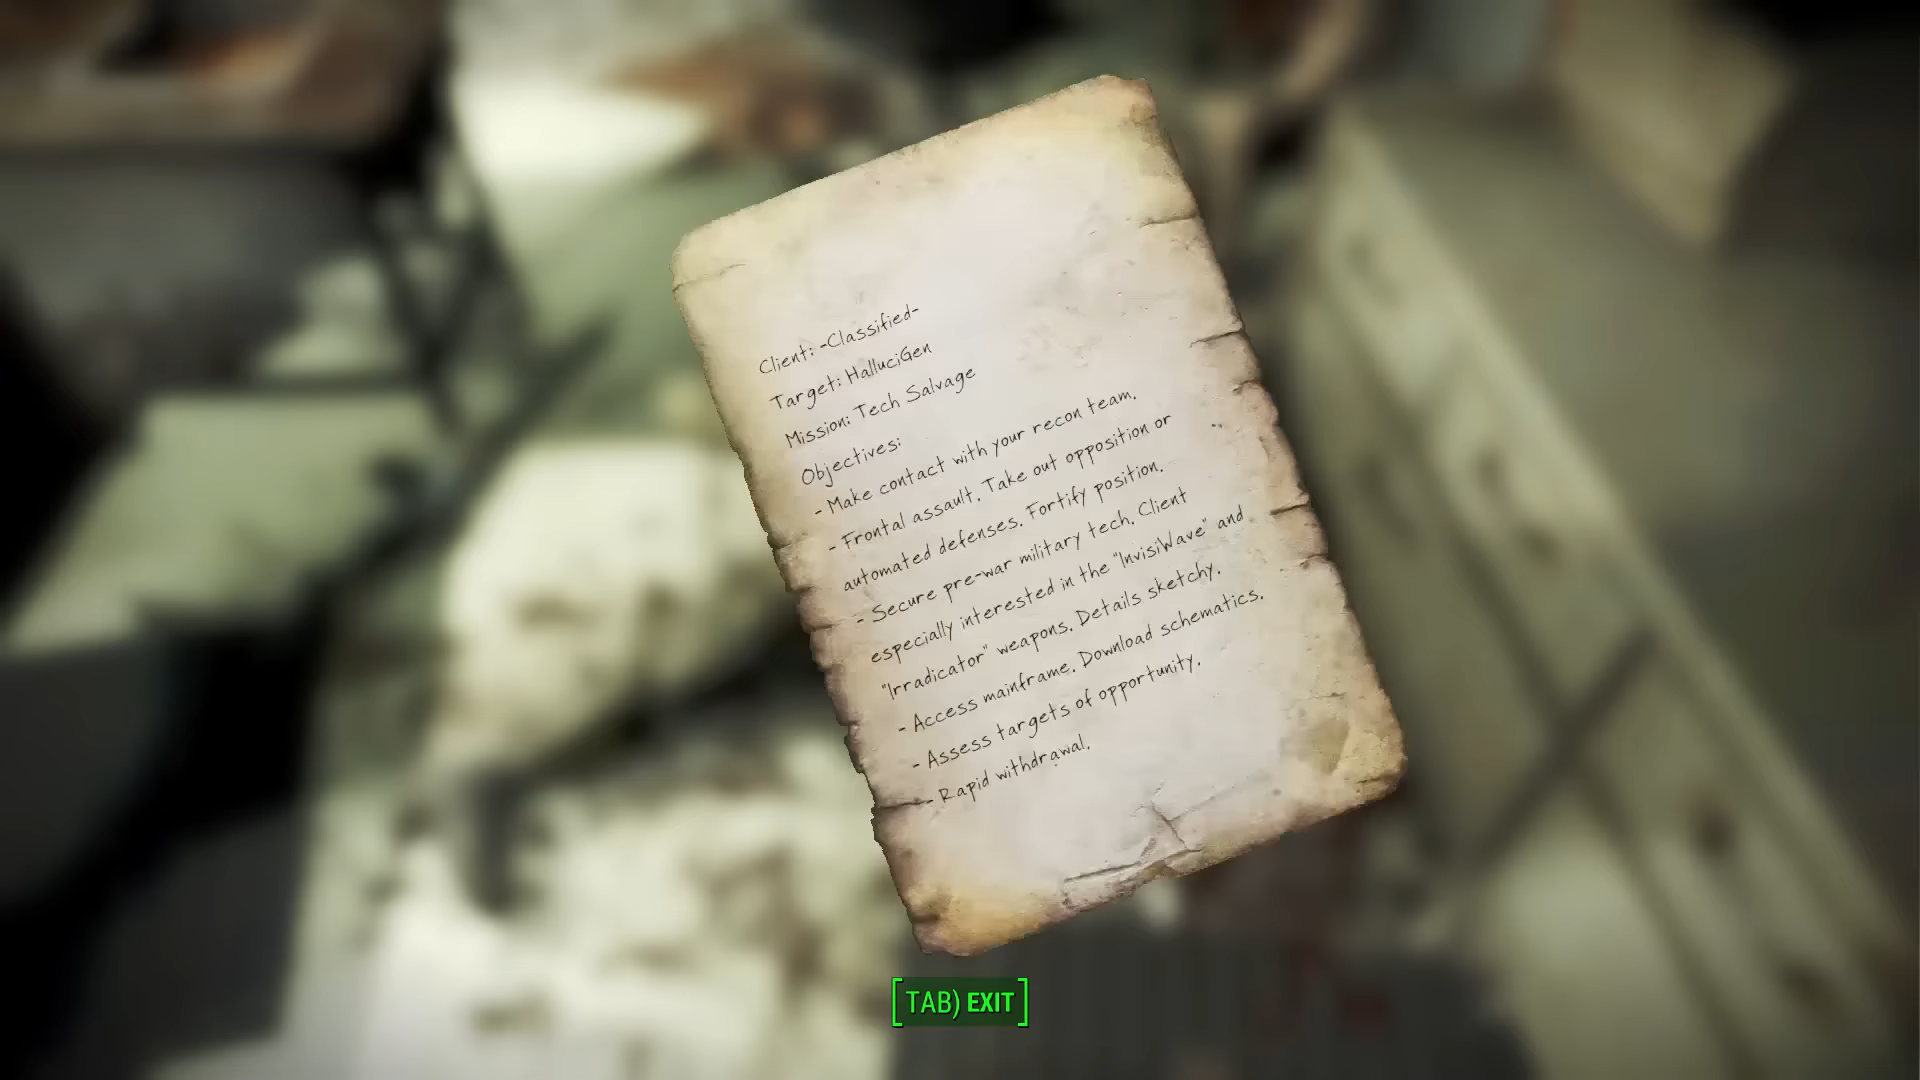 Client: -Classified-
Target: HalluciGen
Mission: Tech Salvage
Objectives:
- Make contact with your recon team.
- Frontal assault. Take out opposition or
automated defenses. Fortify position.
- Secure pre-war military tech. Client
especially interested in the "InvisiWave" and
"Irradicator" weapons. Details sketchy.
- Access mainframe. Download schematics.
- Assess targets of opportunity.
- Rapid withdrawal.
[TAB) EXIT]